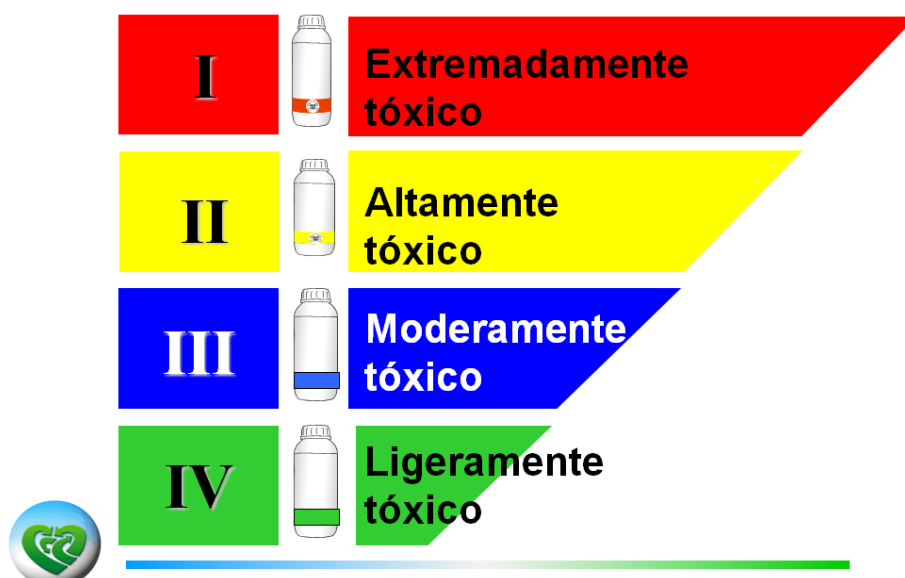 I
Extremadamente
tóxico
II
Altamente
tóxico
III
Moderamente
tóxico
IV
Ligeramente
tóxico